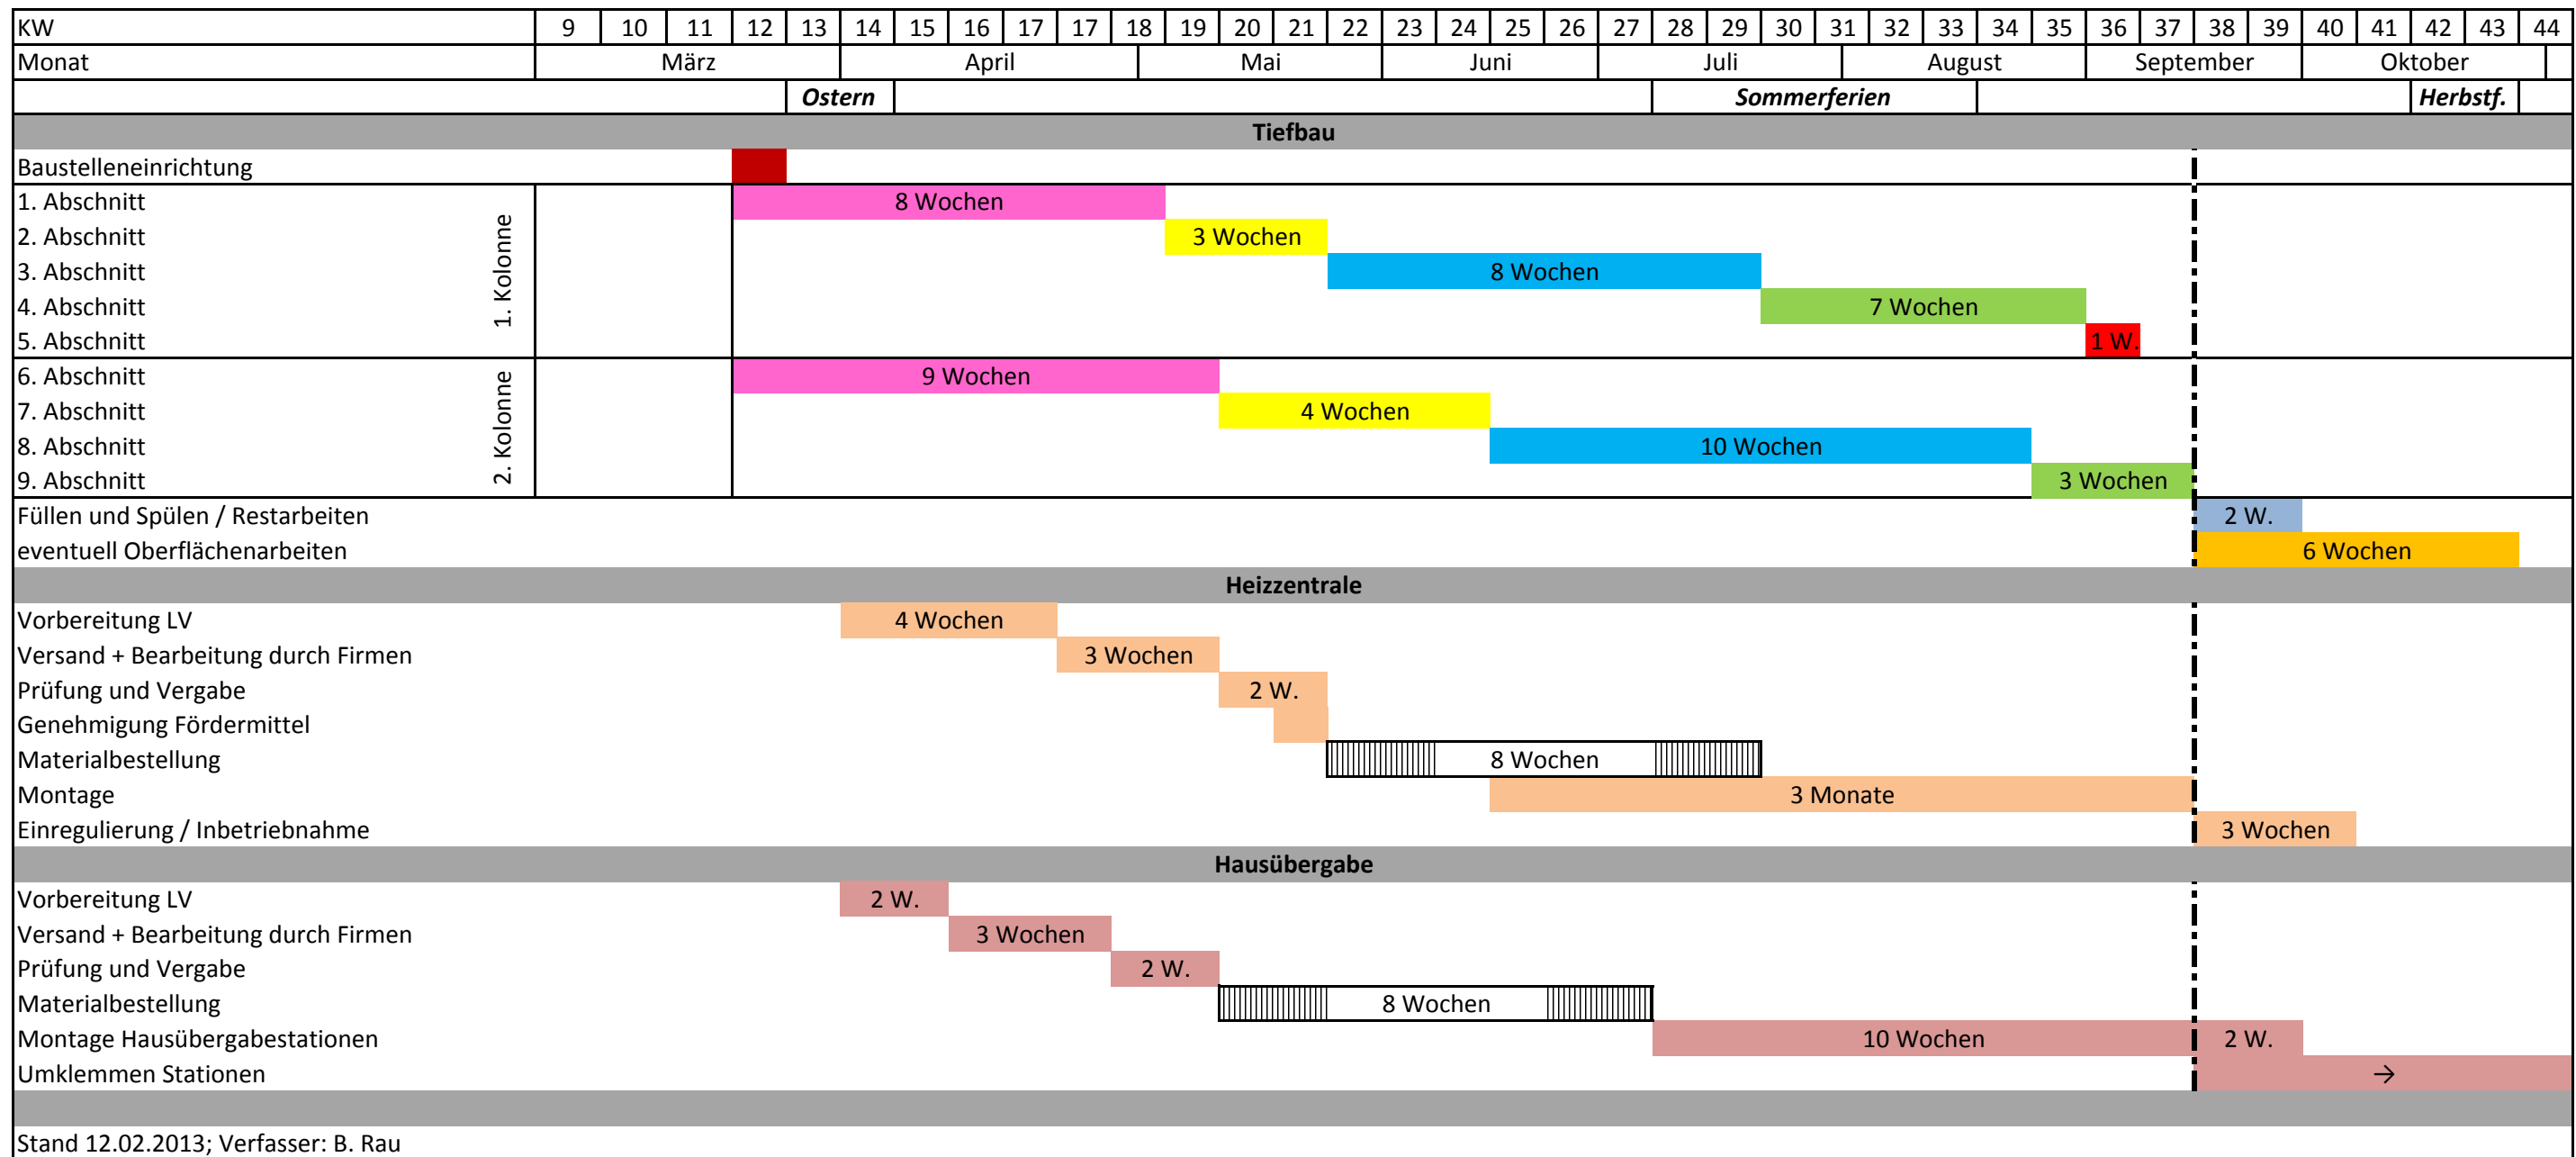 KW 9 10 11 12 13 14 15 16 17 17 18 19 20 21 22 23 24 25 26 27 28 29 30 31 32 33 34 35 36 37 38 39 40 41 42 43 44
Monat März April Mai Juni Juli August September Oktober
Ostern Sommerferien Herbstf.
Tiefbau
Baustelleneinrichtung
1. Kolonne
1. Abschnitt 8 Wochen
2. Abschnitt 3 Wochen
3. Abschnitt 8 Wochen
4. Abschnitt 7 Wochen
5. Abschnitt 1 W.
2. Kolonne
6. Abschnitt 9 Wochen
7. Abschnitt 4 Wochen
8. Abschnitt 10 Wochen
9. Abschnitt 3 Wochen
Füllen und Spülen / Restarbeiten 2 W.
eventuell Oberflächenarbeiten 6 Wochen
Heizzentrale
Vorbereitung LV 4 Wochen
Versand + Bearbeitung durch Firmen 3 Wochen
Prüfung und Vergabe 2 W.
Genehmigung Fördermittel
Materialbestellung 8 Wochen
Montage 3 Monate
Einregulierung / Inbetriebnahme 3 Wochen
Hausübergabe
Vorbereitung LV 2 W.
Versand + Bearbeitung durch Firmen 3 Wochen
Prüfung und Vergabe 2 W.
Materialbestellung 8 Wochen
Montage Hausübergabestationen 10 Wochen 2 W.
Umklemmen Stationen →
Stand 12.02.2013; Verfasser: B. Rau